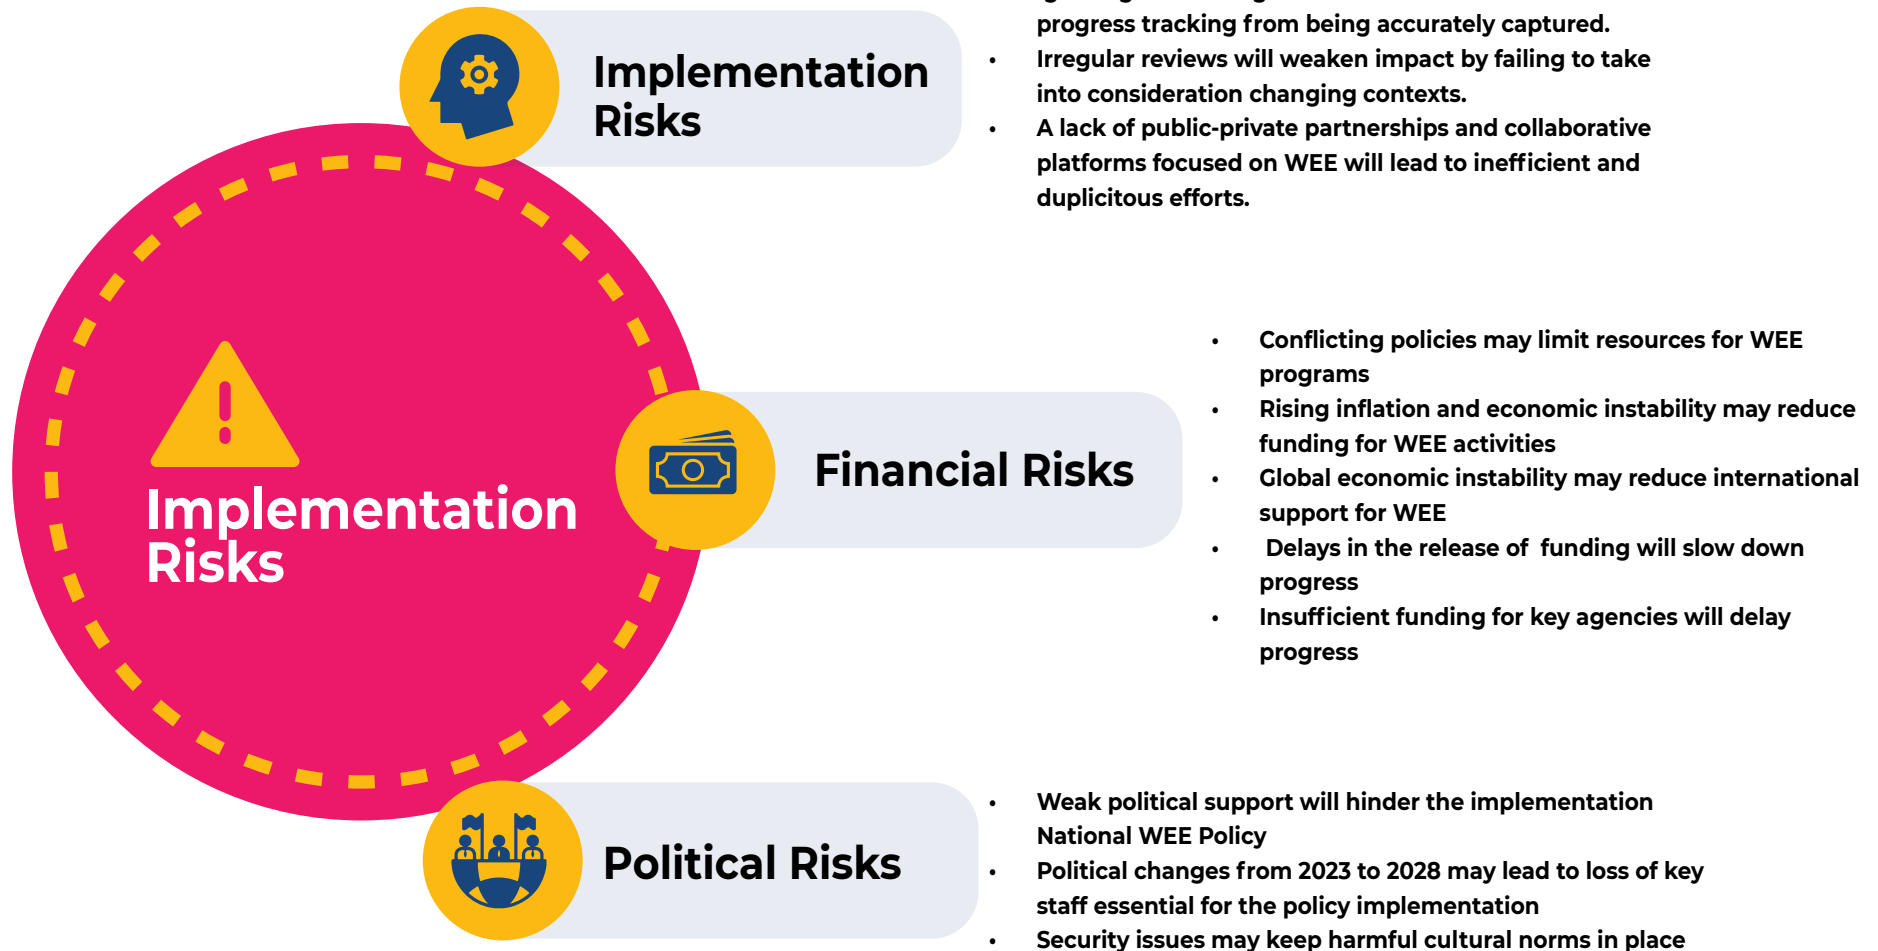 progress tracking from being accurately captured.
• Irregular reviews will weaken impact by failing to take
into consideration changing contexts.
• A lack of public-private partnerships and collaborative
platforms focused on WEE will lead to inefficient and
duplicitous efforts.
Implementation
Risks
Implementation
Risks
Financial Risks
• Conflicting policies may limit resources for WEE
programs
• Rising inflation and economic instability may reduce
funding for WEE activities
• Global economic instability may reduce international
support for WEE
• Delays in the release of funding will slow down
progress
• Insufficient funding for key agencies will delay
progress
Political Risks
• Weak political support will hinder the implementation
National WEE Policy
• Political changes from 2023 to 2028 may lead to loss of key
staff essential for the policy implementation
• Security issues may keep harmful cultural norms in place